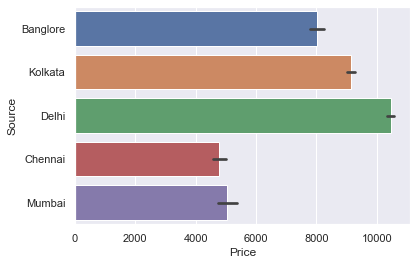 Banglore
Kolkata
Delhi
Chennai
Mumbai
Source
0 2000 4000 6000 8000 10000
Price